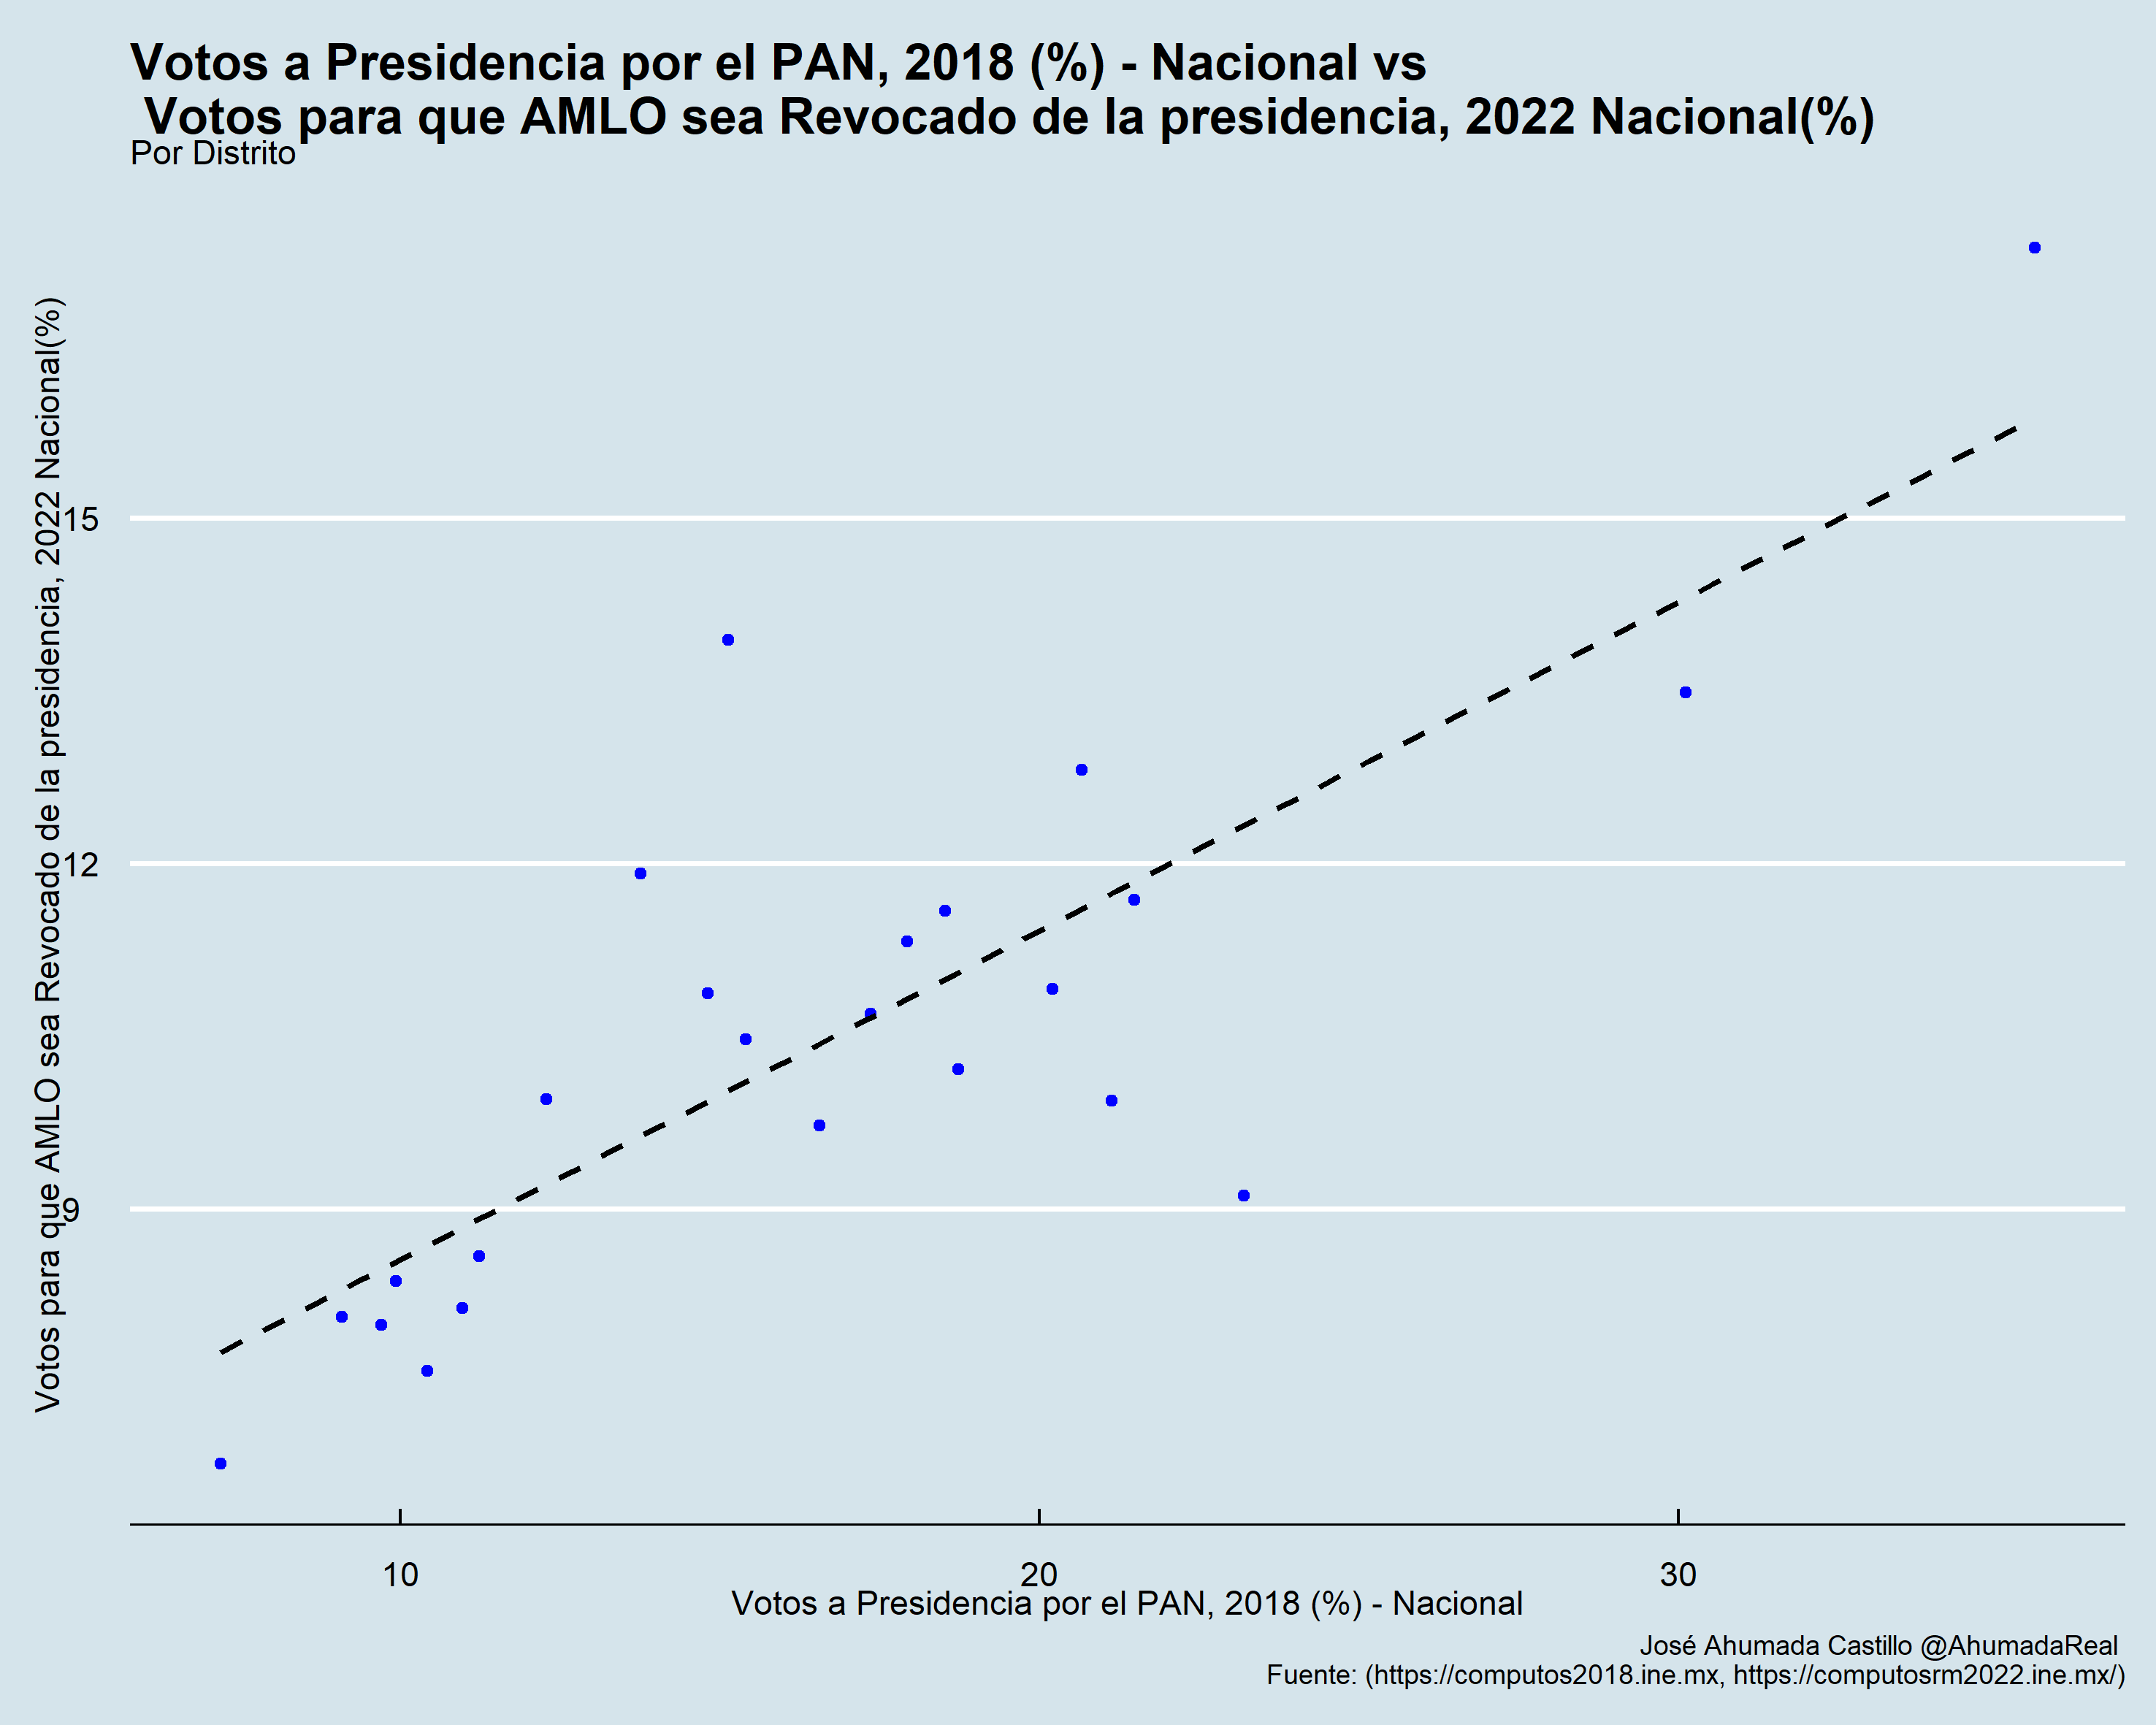 Votos a Presidencia por el PAN, 2018 (%) - Nacional vs
Votos para que AMLO sea Revocado de la presidencia, 2022 Nacional(%)
Por Distrito
Votos para que AMLO sea Revocado de la presidencia, 2022 Nacional(%)
15
12
9
10
20
30
Votos a Presidencia por el PAN, 2018 (%) - Nacional
José Ahumada Castillo @AhumadaReal
Fuente: (https://computos2018.ine.mx, https://computosrm2022.ine.mx/)